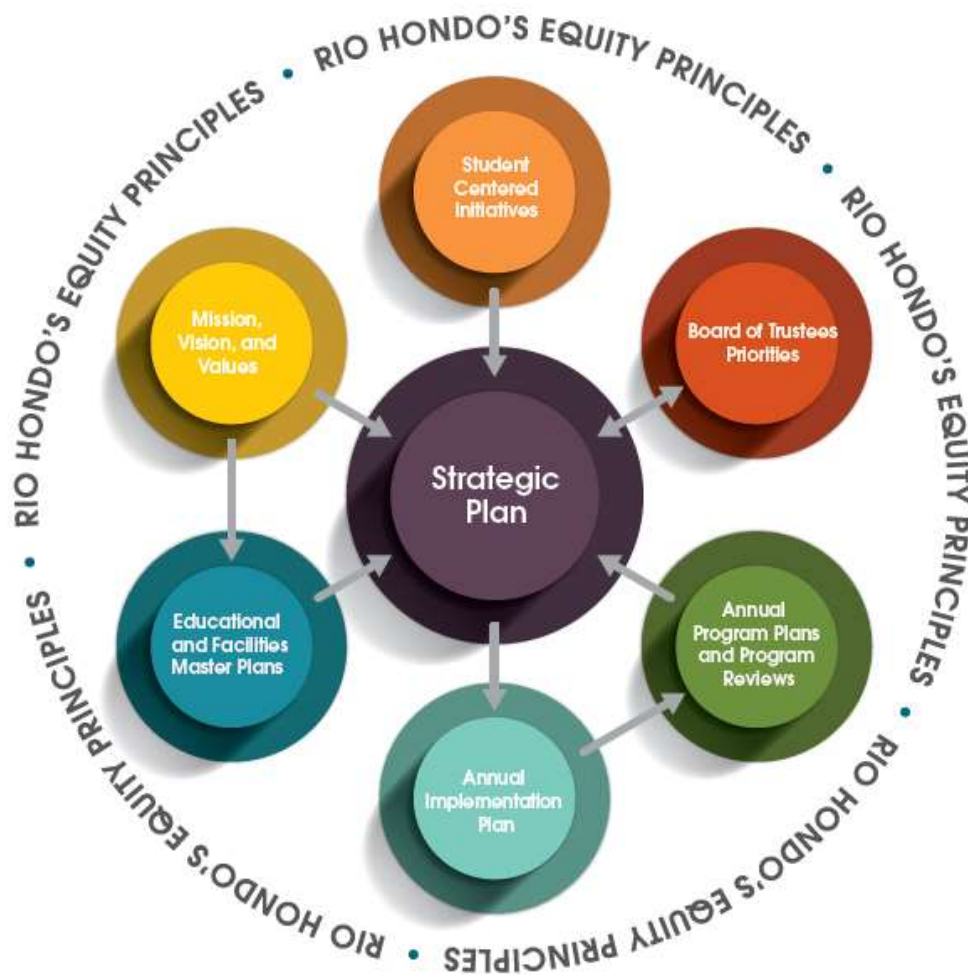 RIO HONDO'S EQUITY PRINCIPLES • RIO HONDO'S EQUITY PRINCIPLES • RIO HONDO'S EQUITY PRINCIPLES • RIO HONDO'S EQUITY PRINCIPLES • RIO HONDO'S EQUITY PRINCIPLES •
Student
Centered
Initiatives
Mission,
Vision, and
Values
Board of Trustees
Priorities
Strategic
Plan
Educational
and Facilities
Master Plans
Annual
Program Plans
and Program
Reviews
Annual
Implementation
Plan